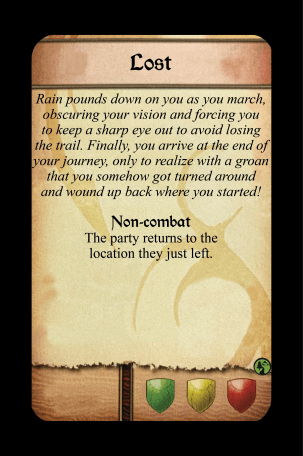 Lost
Rain pounds down on you as you march,
obscuring your vision and forcing you
to keep a sharp eye out to avoid losing
the trail. Finally, you arrive at the end of
your journey, only to realize with a groan
that you somehow got turned around
and wound up back where you started!
Non-combat
The party returns to the
location they just left.